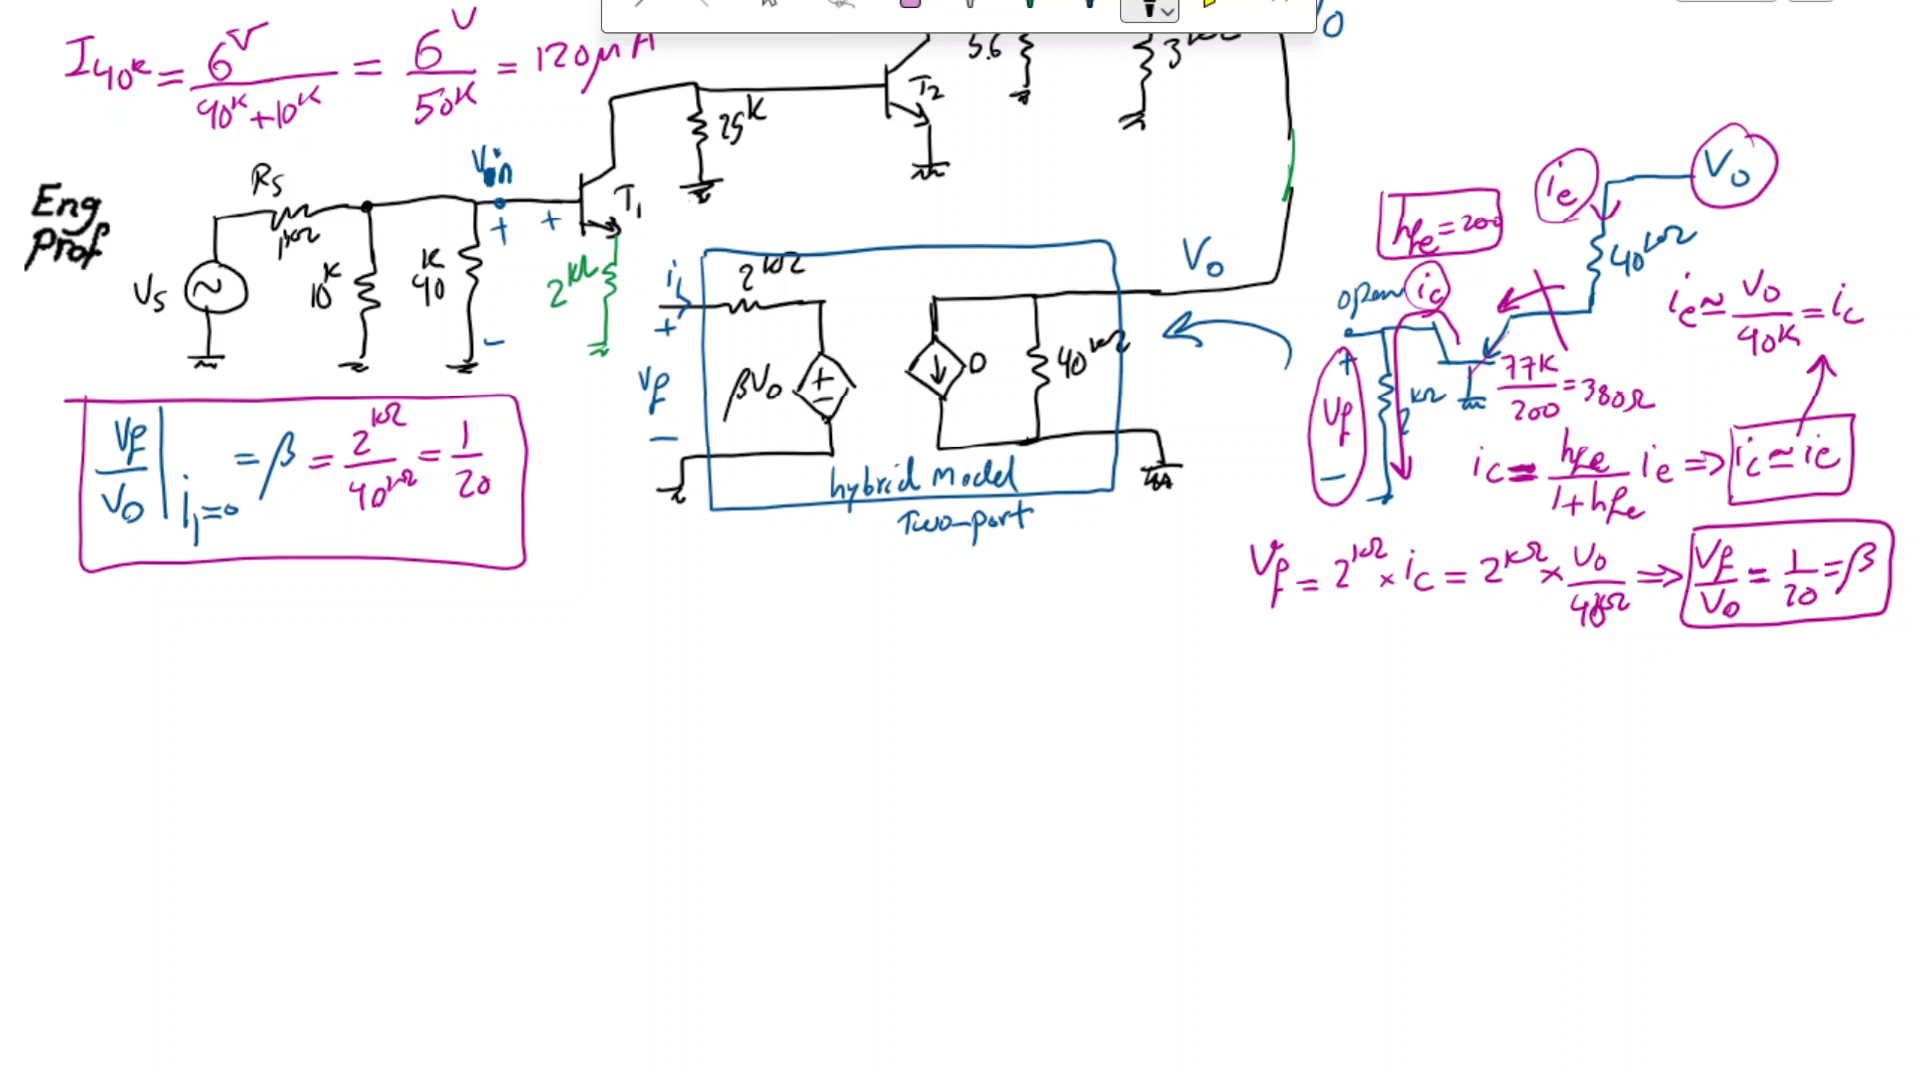 I40K = 6V / 40K+10K = 6V / 50K = 120μA
5.6
3kΩ
Vo
T2
25K
Vin
Rs
1kΩ
T1
Eng
Prof
Vs
10K
40K
2kΩ
+ +
−
hfe = 200
ie
Vo
40kΩ
open
ic
ie ≃ Vo / 40K = ic
i1
2kΩ
+
Vf
−
βVo
+
−
0
40kΩ
Vo
hybrid model
Two-port
+
Vf
−
2kΩ
77K / 200 = 380Ω
ic = hfe / 1+hfe ie ⇒ ic ≃ ie
Vf / Vo | i1=0 = β = 2kΩ / 40kΩ = 1 / 20
Vf = 2kΩ × ic = 2kΩ × Vo / 40kΩ ⇒ Vf / Vo = 1 / 20 = β